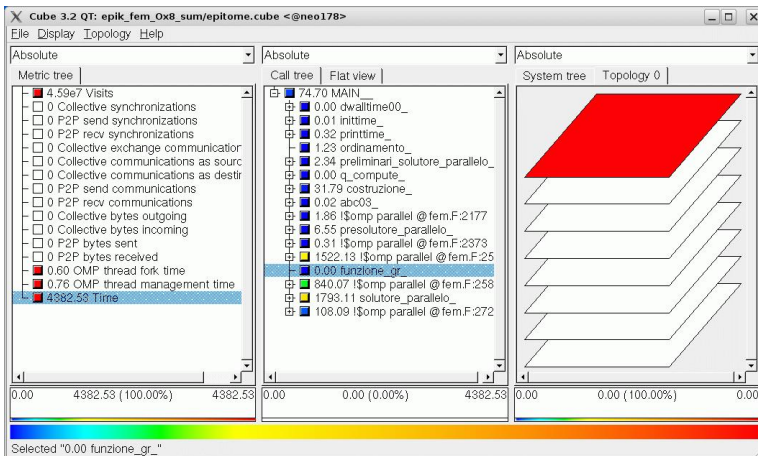 Cube 3.2 QT: epik_fem_0x8_sum/epitome.cube <@neo178>
File Display Topology Help
Absolute
Absolute
Absolute
Metric tree
Call tree Flat view
System tree Topology 0
4.59e7 Visits
0 Collective synchronizations
0 P2P send synchronizations
0 P2P recv synchronizations
0 Collective exchange communication
0 Collective communications as sourc
0 Collective communications as destir
0 P2P send communications
0 P2P recv communications
0 Collective bytes outgoing
0 Collective bytes incoming
0 P2P bytes sent
0 P2P bytes received
0.60 OMP thread fork time
0.76 OMP thread management time
4382.53 Time
74.70 MAIN__
0.00 dwalltime00_
0.01 inittime_
0.32 printtime_
1.23 ordinamento_
2.34 preliminari_solutore_parallelo_
0.00 q_compute_
31.79 costruzione_
0.02 abc03_
1.86 !$omp parallel @fem.F:2177
6.55 presolutore_parallelo_
0.31 !$omp parallel @fem.F:2373
1522.13 !$omp parallel @fem.F:25
0.00 funzione_gr_
840.07 !$omp parallel @fem.F:258
1793.11 solutore_parallelo_
108.09 !$omp parallel @fem.F:272
0.00 4382.53 (100.00%) 4382.53
0.00 0.00 (0.00%) 4382.53
0.00 0.00 (100.00%) 0.00
Selected "0.00 funzione_gr_"